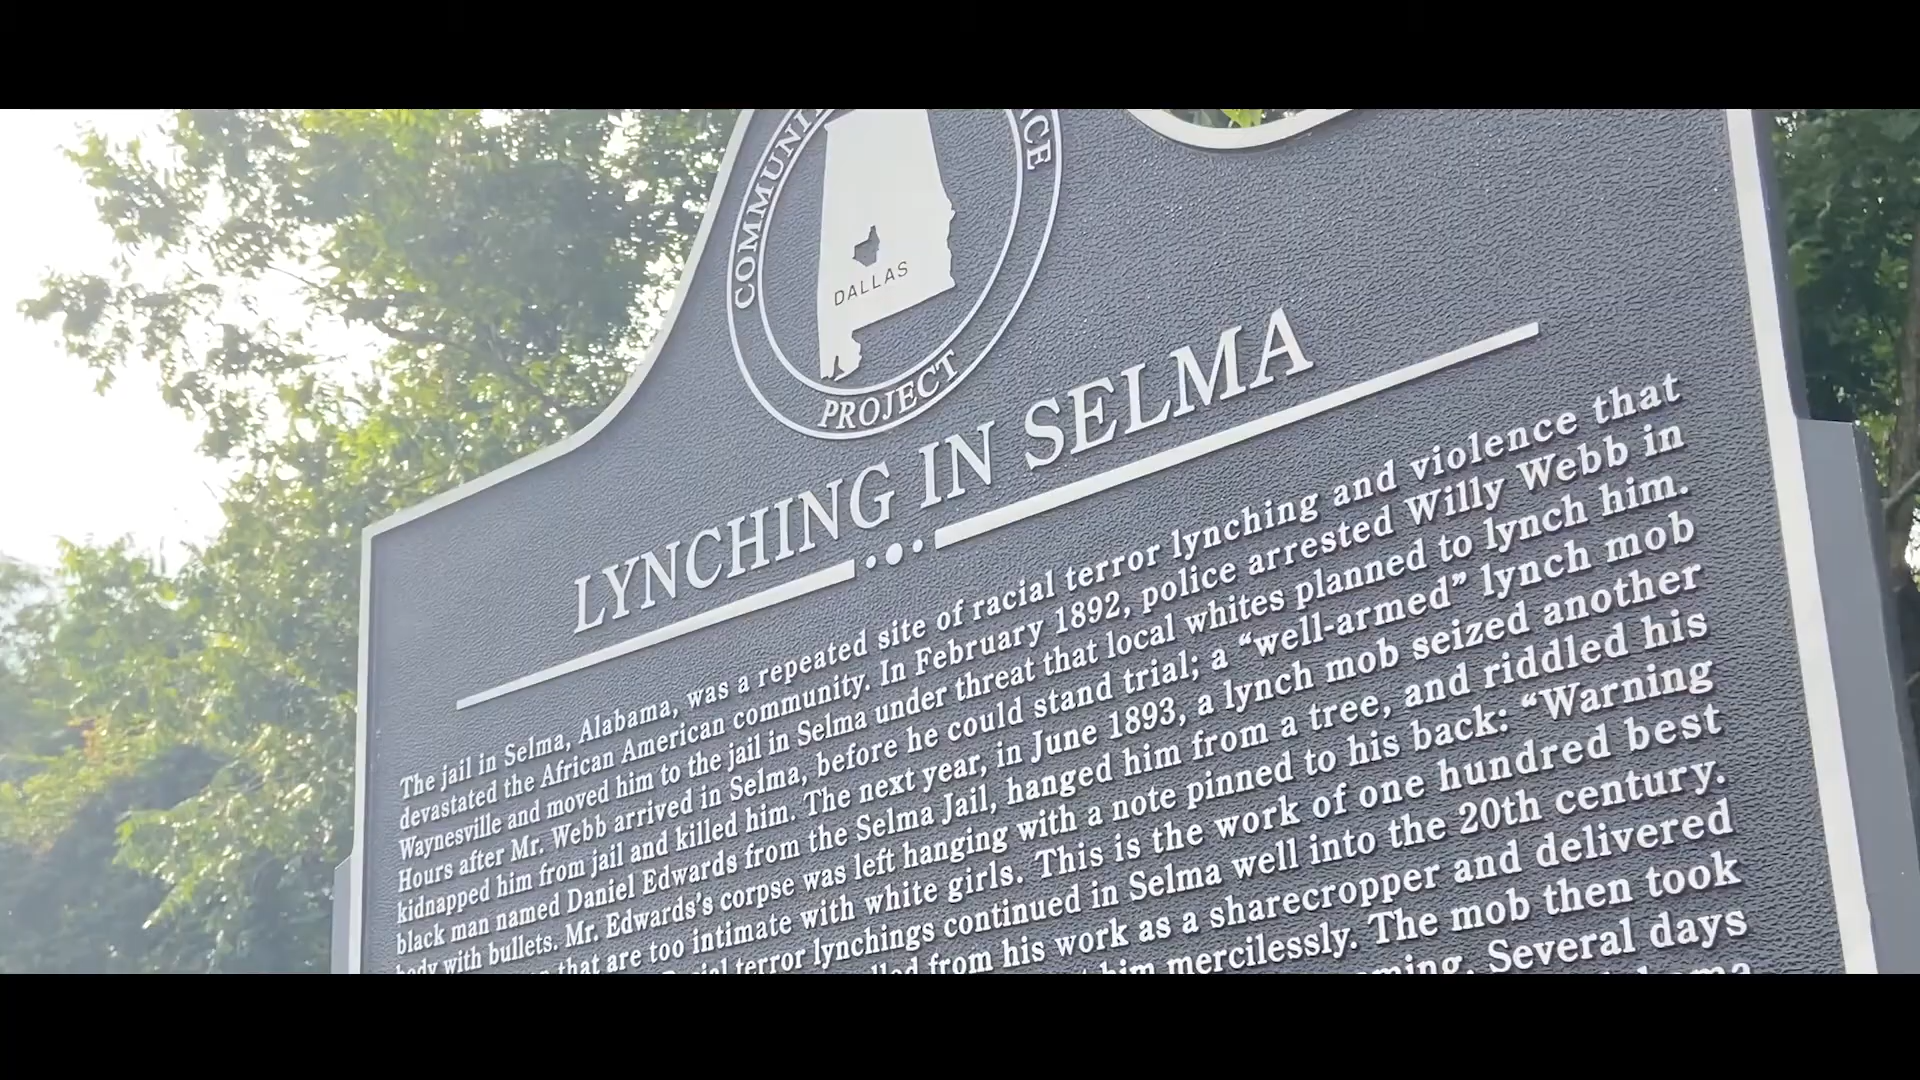 COMMUNI
CE
PROJECT
DALLAS
LYNCHING IN SELMA
The jail in Selma, Alabama, was a repeated site of racial terror lynching and violence that
devastated the African American community. In February 1892, police arrested Willy Webb in
Waynesville and moved him to the jail in Selma under threat that local whites planned to lynch him.
Hours after Mr. Webb arrived in Selma, before he could stand trial; a “well-armed” lynch mob
kidnapped him from jail and killed him. The next year, in June 1893, a lynch mob seized another
black man named Daniel Edwards from the Selma Jail, hanged him from a tree, and riddled his
body with bullets. Mr. Edwards's corpse was left hanging with a note pinned to his back: “Warning
that are too intimate with white girls. This is the work of one hundred best
terror lynchings continued in Selma well into the 20th century.
from his work as a sharecropper and delivered
him mercilessly. The mob then took
Several days